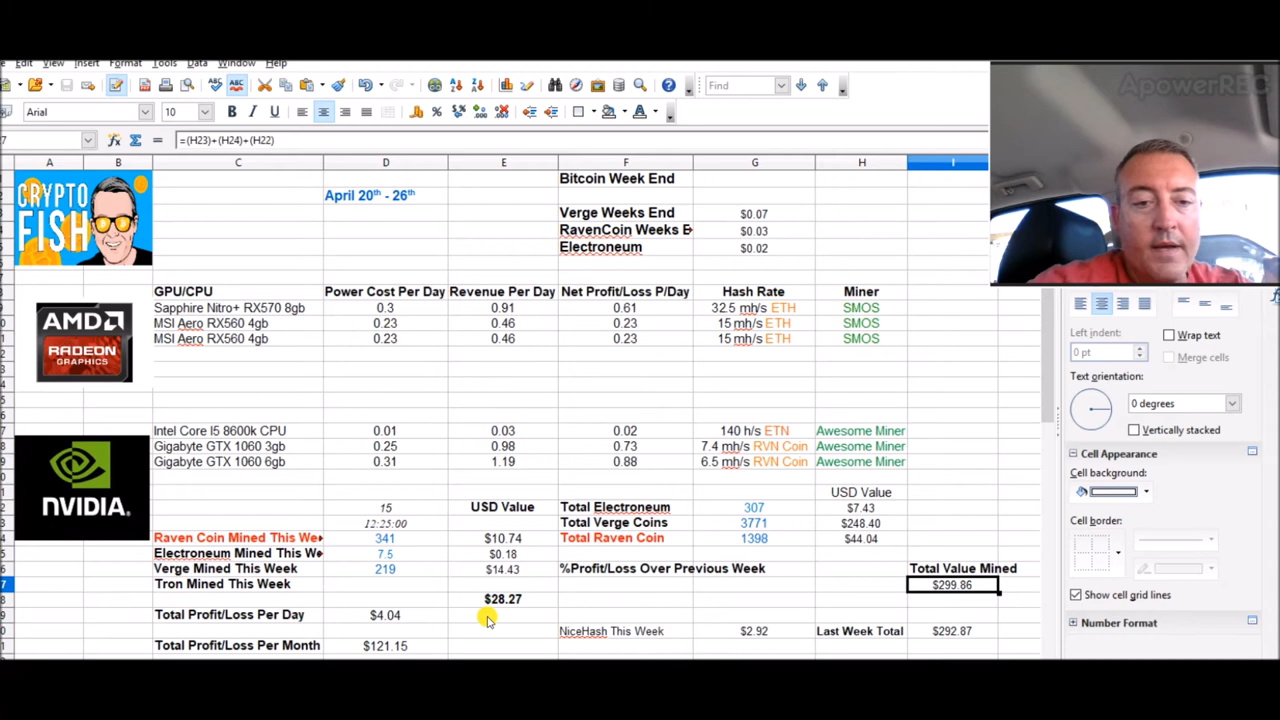 ApowerREC
Edit View Insert Format Tools Data Window Help
Find
Arial 10
7 =(H23)+(H24)+(H22)
A B C D E F G H I
CRYPTO FISH
Bitcoin Week End
April 20th - 26th
Verge Weeks End $0.07
RavenCoin Weeks E $0.03
Electroneum $0.02
GPU/CPU Power Cost Per Day Revenue Per Day Net Profit/Loss P/Day Hash Rate Miner
Sapphire Nitro+ RX570 8gb 0.3 0.91 0.61 32.5 mh/s ETH SMOS
MSI Aero RX560 4gb 0.23 0.46 0.23 15 mh/s ETH SMOS
MSI Aero RX560 4gb 0.23 0.46 0.23 15 mh/s ETH SMOS
AMD
RADEON
GRAPHICS
Intel Core I5 8600k CPU 0.01 0.03 0.02 140 h/s ETN Awesome Miner
Gigabyte GTX 1060 3gb 0.25 0.98 0.73 7.4 mh/s RVN Coin Awesome Miner
Gigabyte GTX 1060 6gb 0.31 1.19 0.88 6.5 mh/s RVN Coin Awesome Miner
NVIDIA.
USD Value
15 USD Value Total Electroneum 307 $7.43
12:25:00 Total Verge Coins 3771 $248.40
Raven Coin Mined This We 341 $10.74 Total Raven Coin 1398 $44.04
Electroneum Mined This W 7.5 $0.18
Verge Mined This Week 219 $14.43 %Profit/Loss Over Previous Week Total Value Mined
Tron Mined This Week $299.86
$28.27
Total Profit/Loss Per Day $4.04
NiceHash This Week $2.92 Last Week Total $292.87
Total Profit/Loss Per Month $121.15
Left indent: Wrap text
0 pt Merge cells
Text orientation:
0 degrees
Vertically stacked
Cell Appearance
Cell background:
Cell border:
Show cell grid lines
Number Format